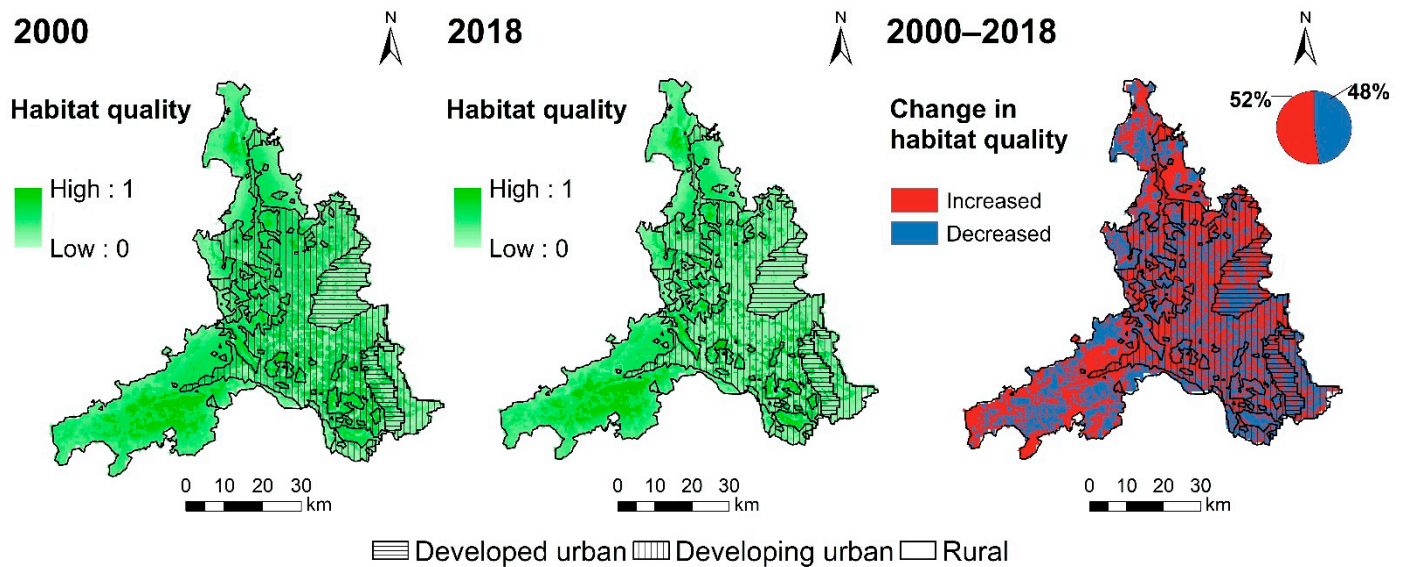 2000
N
Habitat quality
High : 1
Low : 0
0 10 20 30
km
2018
N
Habitat quality
High : 1
Low : 0
0 10 20 30
km
2000–2018
N
Change in
habitat quality
52%
48%
Increased
Decreased
0 10 20 30
km
Developed urban Developing urban Rural